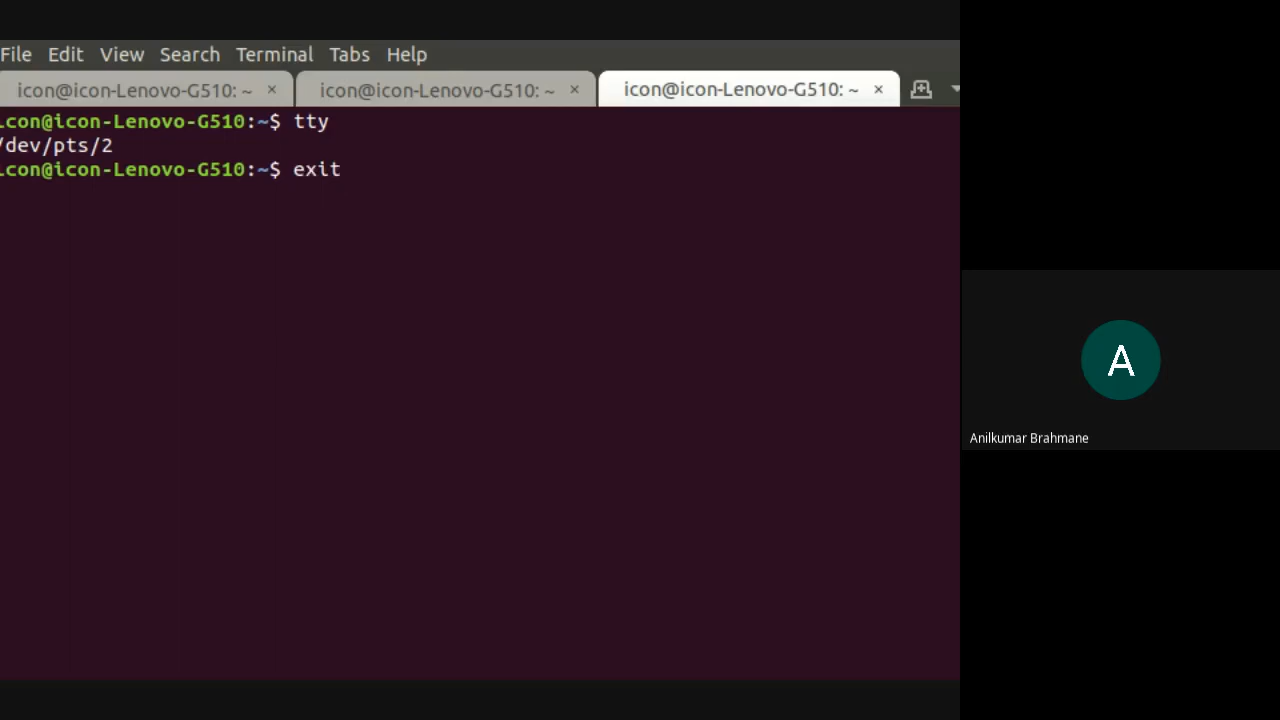 File Edit View Search Terminal Tabs Help
icon@icon-Lenovo-G510: ~ × icon@icon-Lenovo-G510: ~ × icon@icon-Lenovo-G510: ~ ×
icon@icon-Lenovo-G510:~$ tty
/dev/pts/2
icon@icon-Lenovo-G510:~$ exit
A
Anilkumar Brahmane